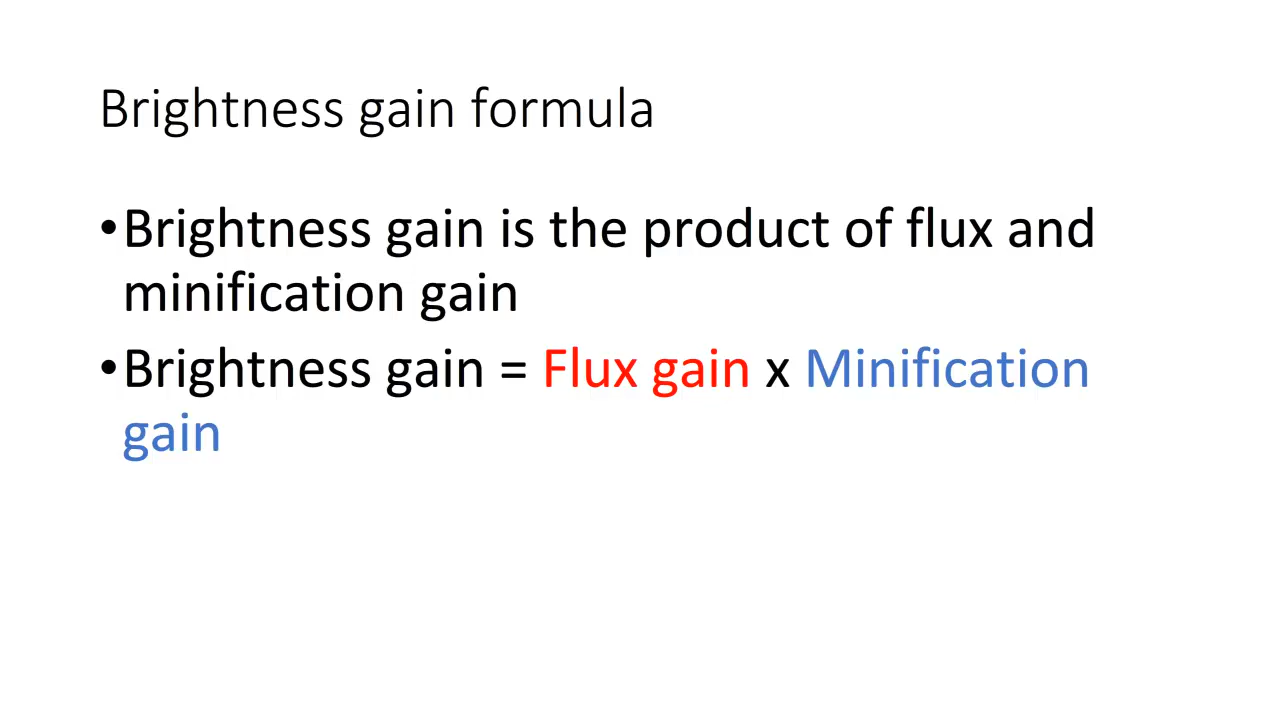 Brightness gain formula
•Brightness gain is the product of flux and
minification gain
•Brightness gain = Flux gain x Minification
gain